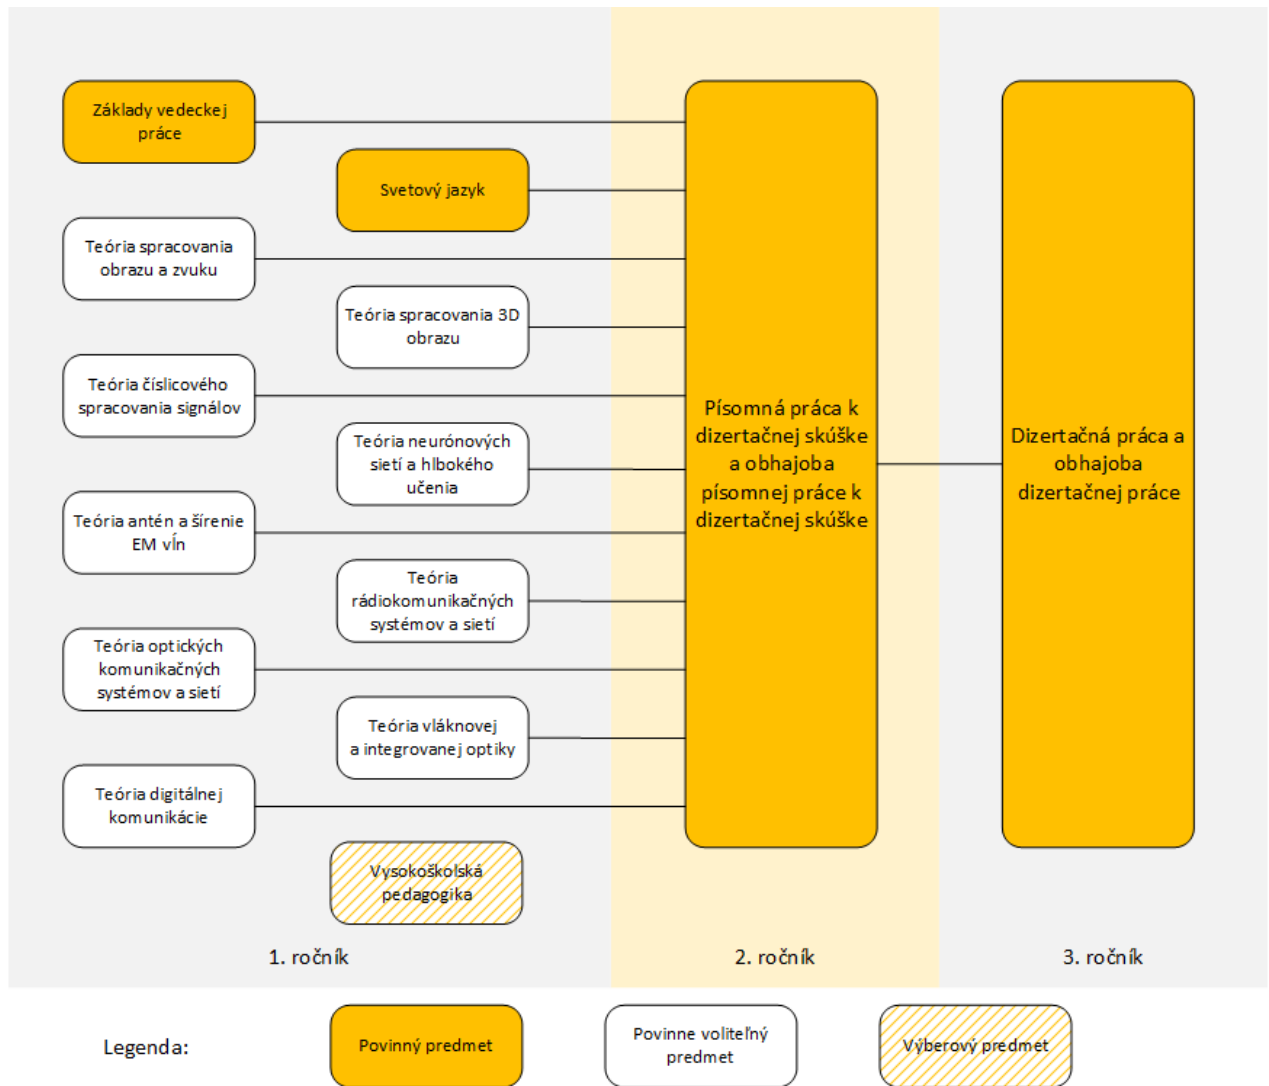 Základy vedeckej
práce
Svetový jazyk
Teória spracovania
obrazu a zvuku
Teória spracovania 3D
obrazu
Teória číslicového
spracovania signálov
Teória neurónových
sietí a hlbokého
učenia
Teória antén a šírenie
EM vĺn
Teória
rádiokomunikačných
systémov a sietí
Teória optických
komunikačných
systémov a sietí
Teória vláknovej
a integrovanej optiky
Teória digitálnej
komunikácie
Vysokoškolská
pedagogika
Písomná práca k
dizertačnej skúške
a obhajoba
písomnej práce k
dizertačnej skúške
Dizertačná práca a
obhajoba
dizertačnej práce
1. ročník
2. ročník
3. ročník
Legenda:
Povinný predmet
Povinne voliteľný
predmet
Výberový predmet